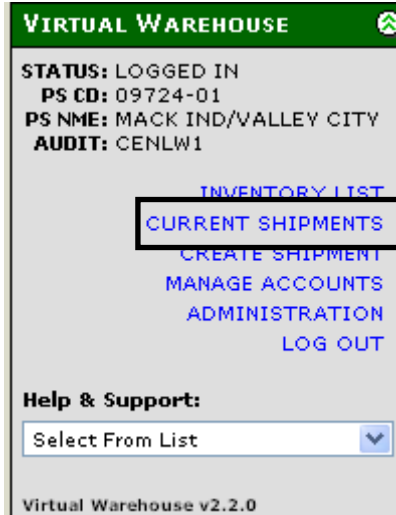 VIRTUAL WAREHOUSE
STATUS: LOGGED IN
PS CD: 09724-01
PS NME: MACK IND/VALLEY CITY
AUDIT: CENLW1
INVENTORY LIST
CURRENT SHIPMENTS
CREATE SHIPMENT
MANAGE ACCOUNTS
ADMINISTRATION
LOG OUT
Help & Support:
Select From List
Virtual Warehouse v2.2.0